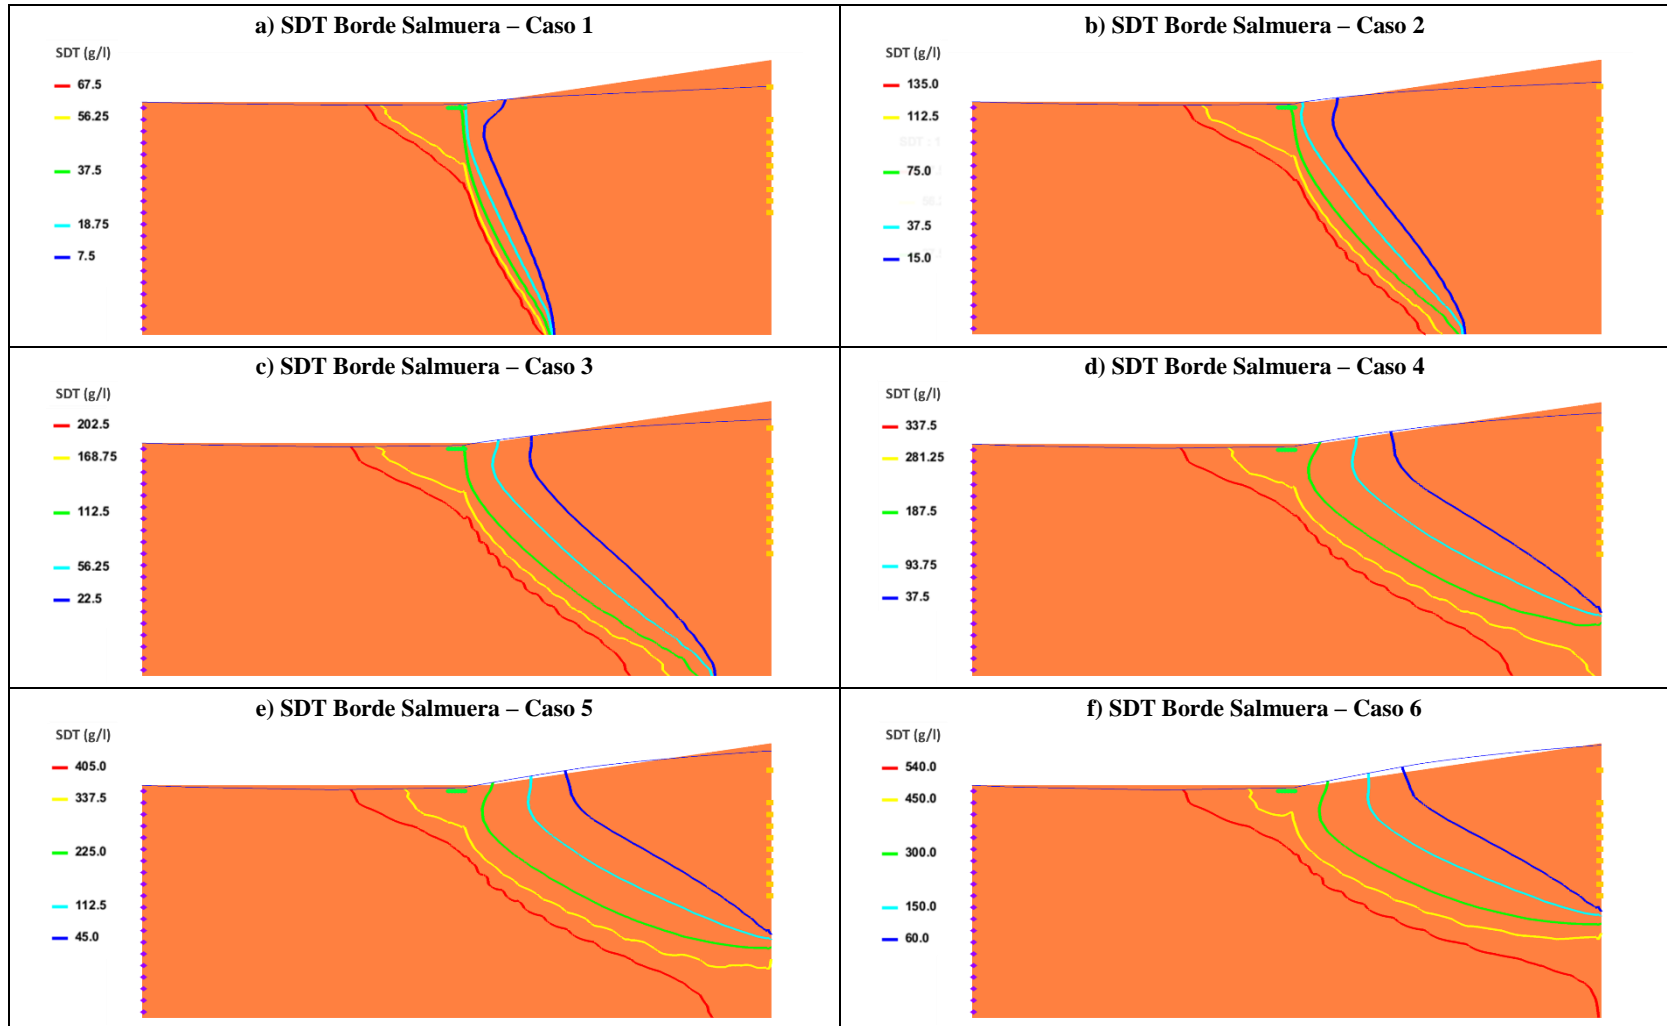 a) SDT Borde Salmuera – Caso 1
SDT (g/l)
67.5
56.25
37.5
18.75
7.5
b) SDT Borde Salmuera – Caso 2
SDT (g/l)
135.0
112.5
75.0
37.5
15.0
c) SDT Borde Salmuera – Caso 3
SDT (g/l)
202.5
168.75
112.5
56.25
22.5
d) SDT Borde Salmuera – Caso 4
SDT (g/l)
337.5
281.25
187.5
93.75
37.5
e) SDT Borde Salmuera – Caso 5
SDT (g/l)
405.0
337.5
225.0
112.5
45.0
f) SDT Borde Salmuera – Caso 6
SDT (g/l)
540.0
450.0
300.0
150.0
60.0